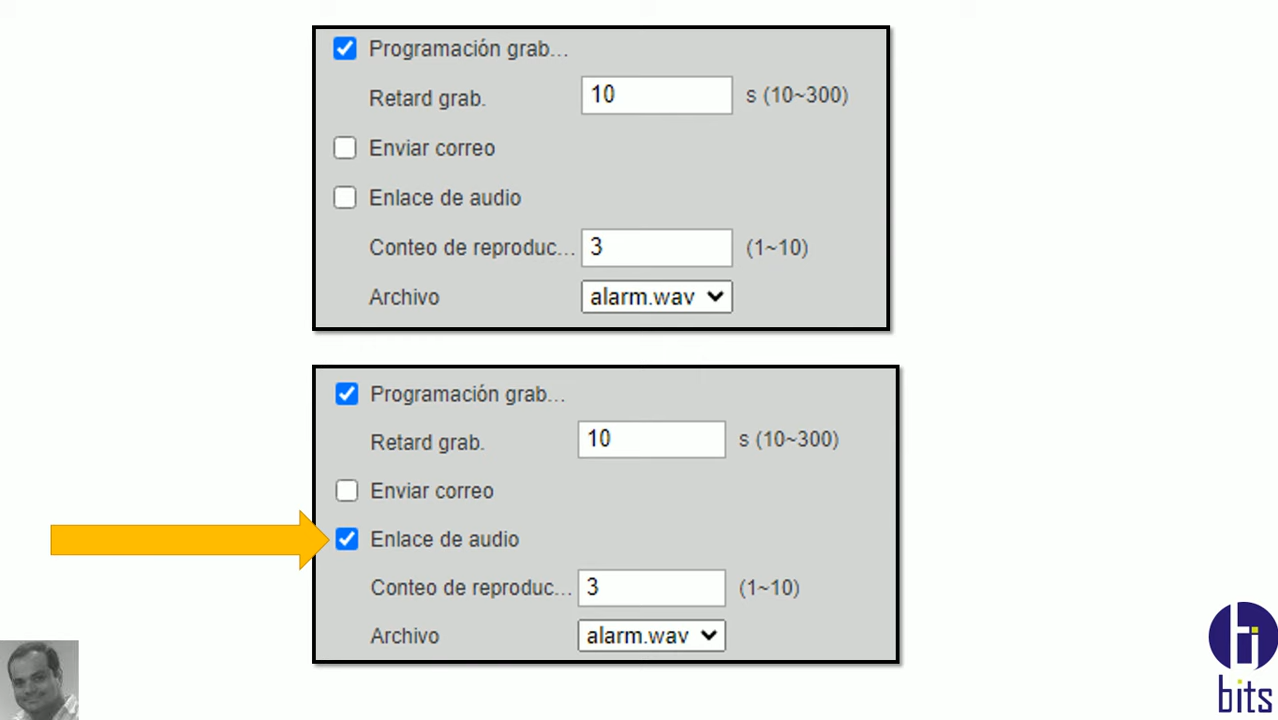 Programación grab...
Retard grab. 10 s (10~300)
Enviar correo
Enlace de audio
Conteo de reproduc... 3 (1~10)
Archivo alarm.wav
Programación grab...
Retard grab. 10 s (10~300)
Enviar correo
Enlace de audio
Conteo de reproduc... 3 (1~10)
Archivo alarm.wav
bits